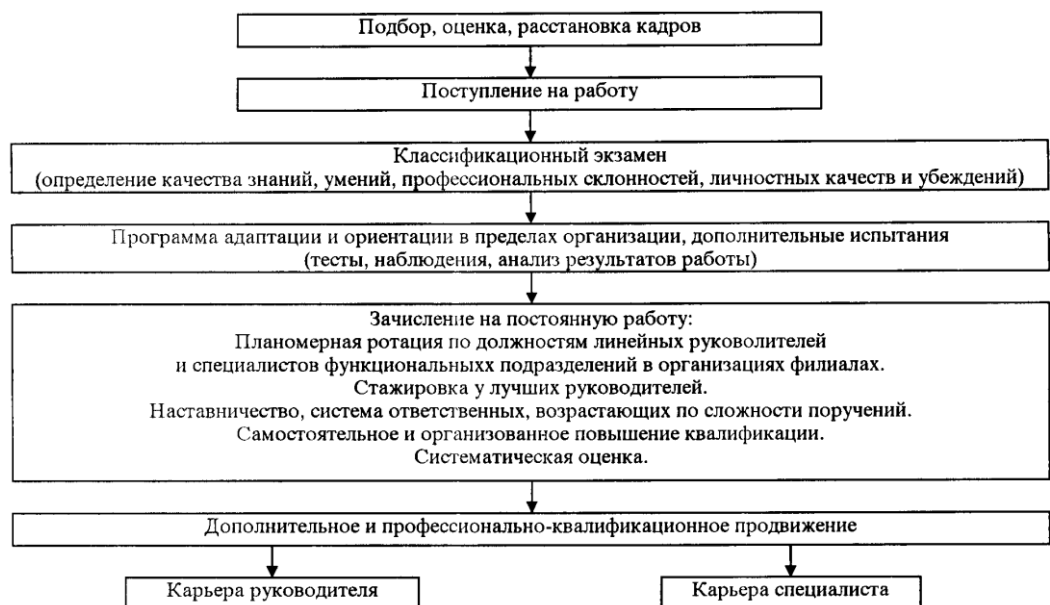 Подбор, оценка, расстановка кадров
Поступление на работу
Классификационный экзамен
(определение качества знаний, умений, профессиональных склонностей, личностных качеств и убеждений)
Программа адаптации и ориентации в пределах организации, дополнительные испытания
(тесты, наблюдения, анализ результатов работы)
Зачисление на постоянную работу:
Планомерная ротация по должностям линейных руковолителей
и специалистов функциональныхх подразделений в организациях филиалах.
Стажировка у лучших руководителей.
Наставничество, система ответственных, возрастающих по сложности поручений.
Самостоятельное и организованное повышение квалификации.
Систематическая оценка.
Дополнительное и профессионально-квалификационное продвижение
Карьера руководителя
Карьера специалиста